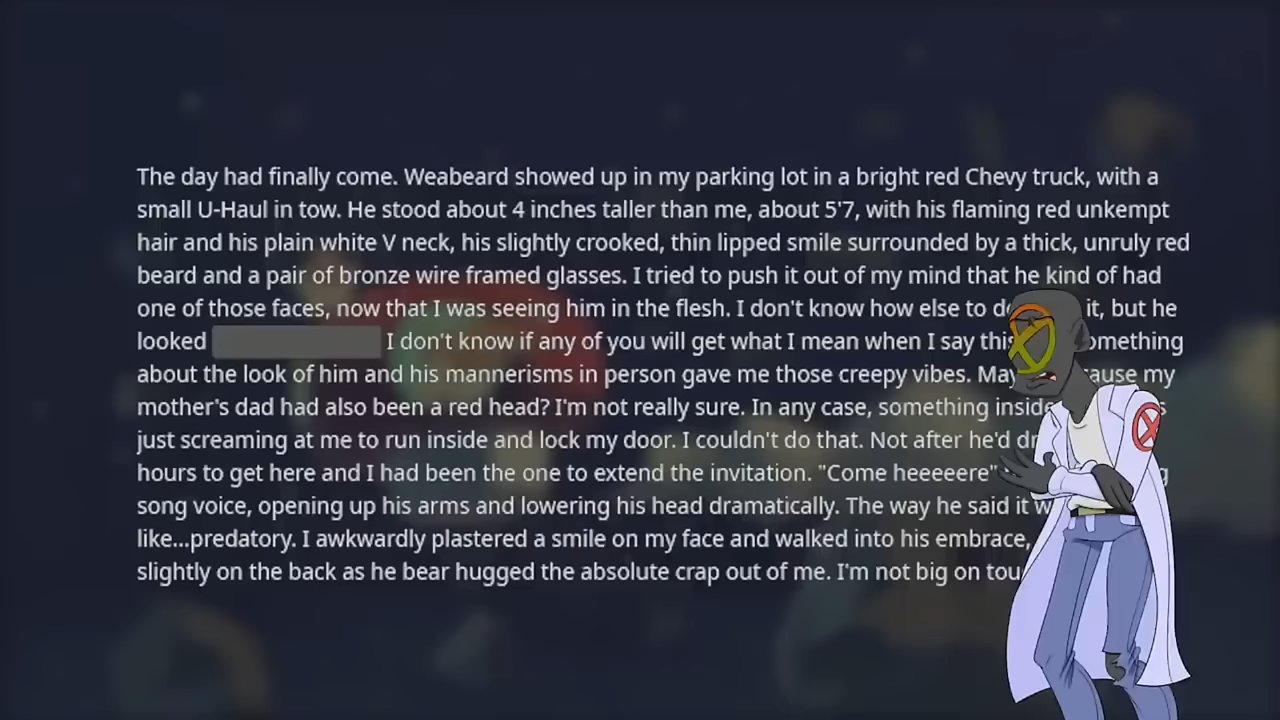 The day had finally come. Weabeard showed up in my parking lot in a bright red Chevy truck, with a
small U-Haul in tow. He stood about 4 inches taller than me, about 5'7, with his flaming red unkempt
hair and his plain white V neck, his slightly crooked, thin lipped smile surrounded by a thick, unruly red
beard and a pair of bronze wire framed glasses. I tried to push it out of my mind that he kind of had
one of those faces, now that I was seeing him in the flesh. I don't know how else to it, but he
looked I don't know if any of you will get what I mean when I say
about the look of him and his mannerisms in person gave me those creepy vibes. my
mother's dad had also been a red head? I'm not really sure. In any case, something
just screaming at me to run inside and lock my door. I couldn't do that. Not after he'd
hours to get here and I had been the one to extend the invitation. "Come heeeeere"
song voice, opening up his arms and lowering his head dramatically. The way he said it
like...predatory. I awkwardly plastered a smile on my face and walked into his embrace,
slightly on the back as he bear hugged the absolute crap out of me. I'm not big on